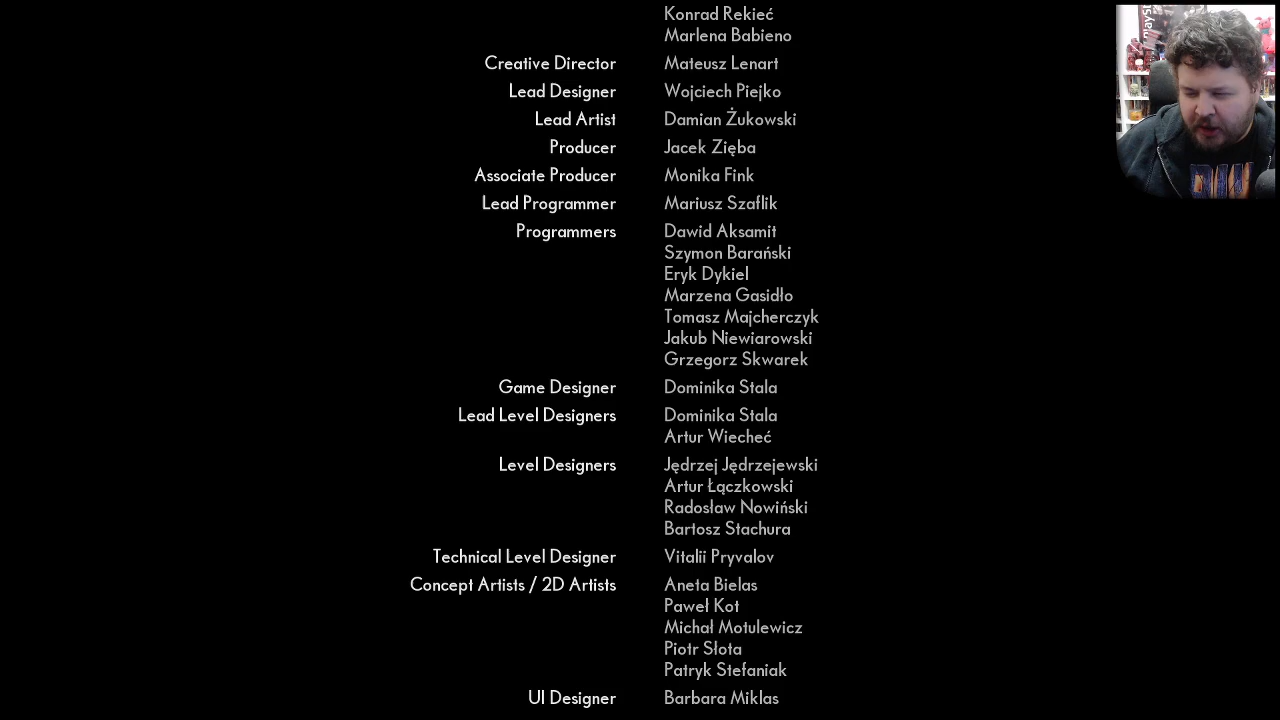 Konrad Rekieć
Marlena Babieno
Creative Director Mateusz Lenart
Lead Designer Wojciech Piejko
Lead Artist Damian Żukowski
Producer Jacek Zięba
Associate Producer Monika Fink
Lead Programmer Mariusz Szaflik
Programmers Dawid Aksamit
Szymon Barański
Eryk Dykiel
Marzena Gasidło
Tomasz Majcherczyk
Jakub Niewiarowski
Grzegorz Skwarek
Game Designer Dominika Stala
Lead Level Designers Dominika Stala
Artur Wiecheć
Level Designers Jędrzej Jędrzejewski
Artur Łączkowski
Radosław Nowiński
Bartosz Stachura
Technical Level Designer Vitalii Pryvalov
Concept Artists / 2D Artists Aneta Bielas
Paweł Kot
Michał Motulewicz
Piotr Słota
Patryk Stefaniak
UI Designer Barbara Miklas